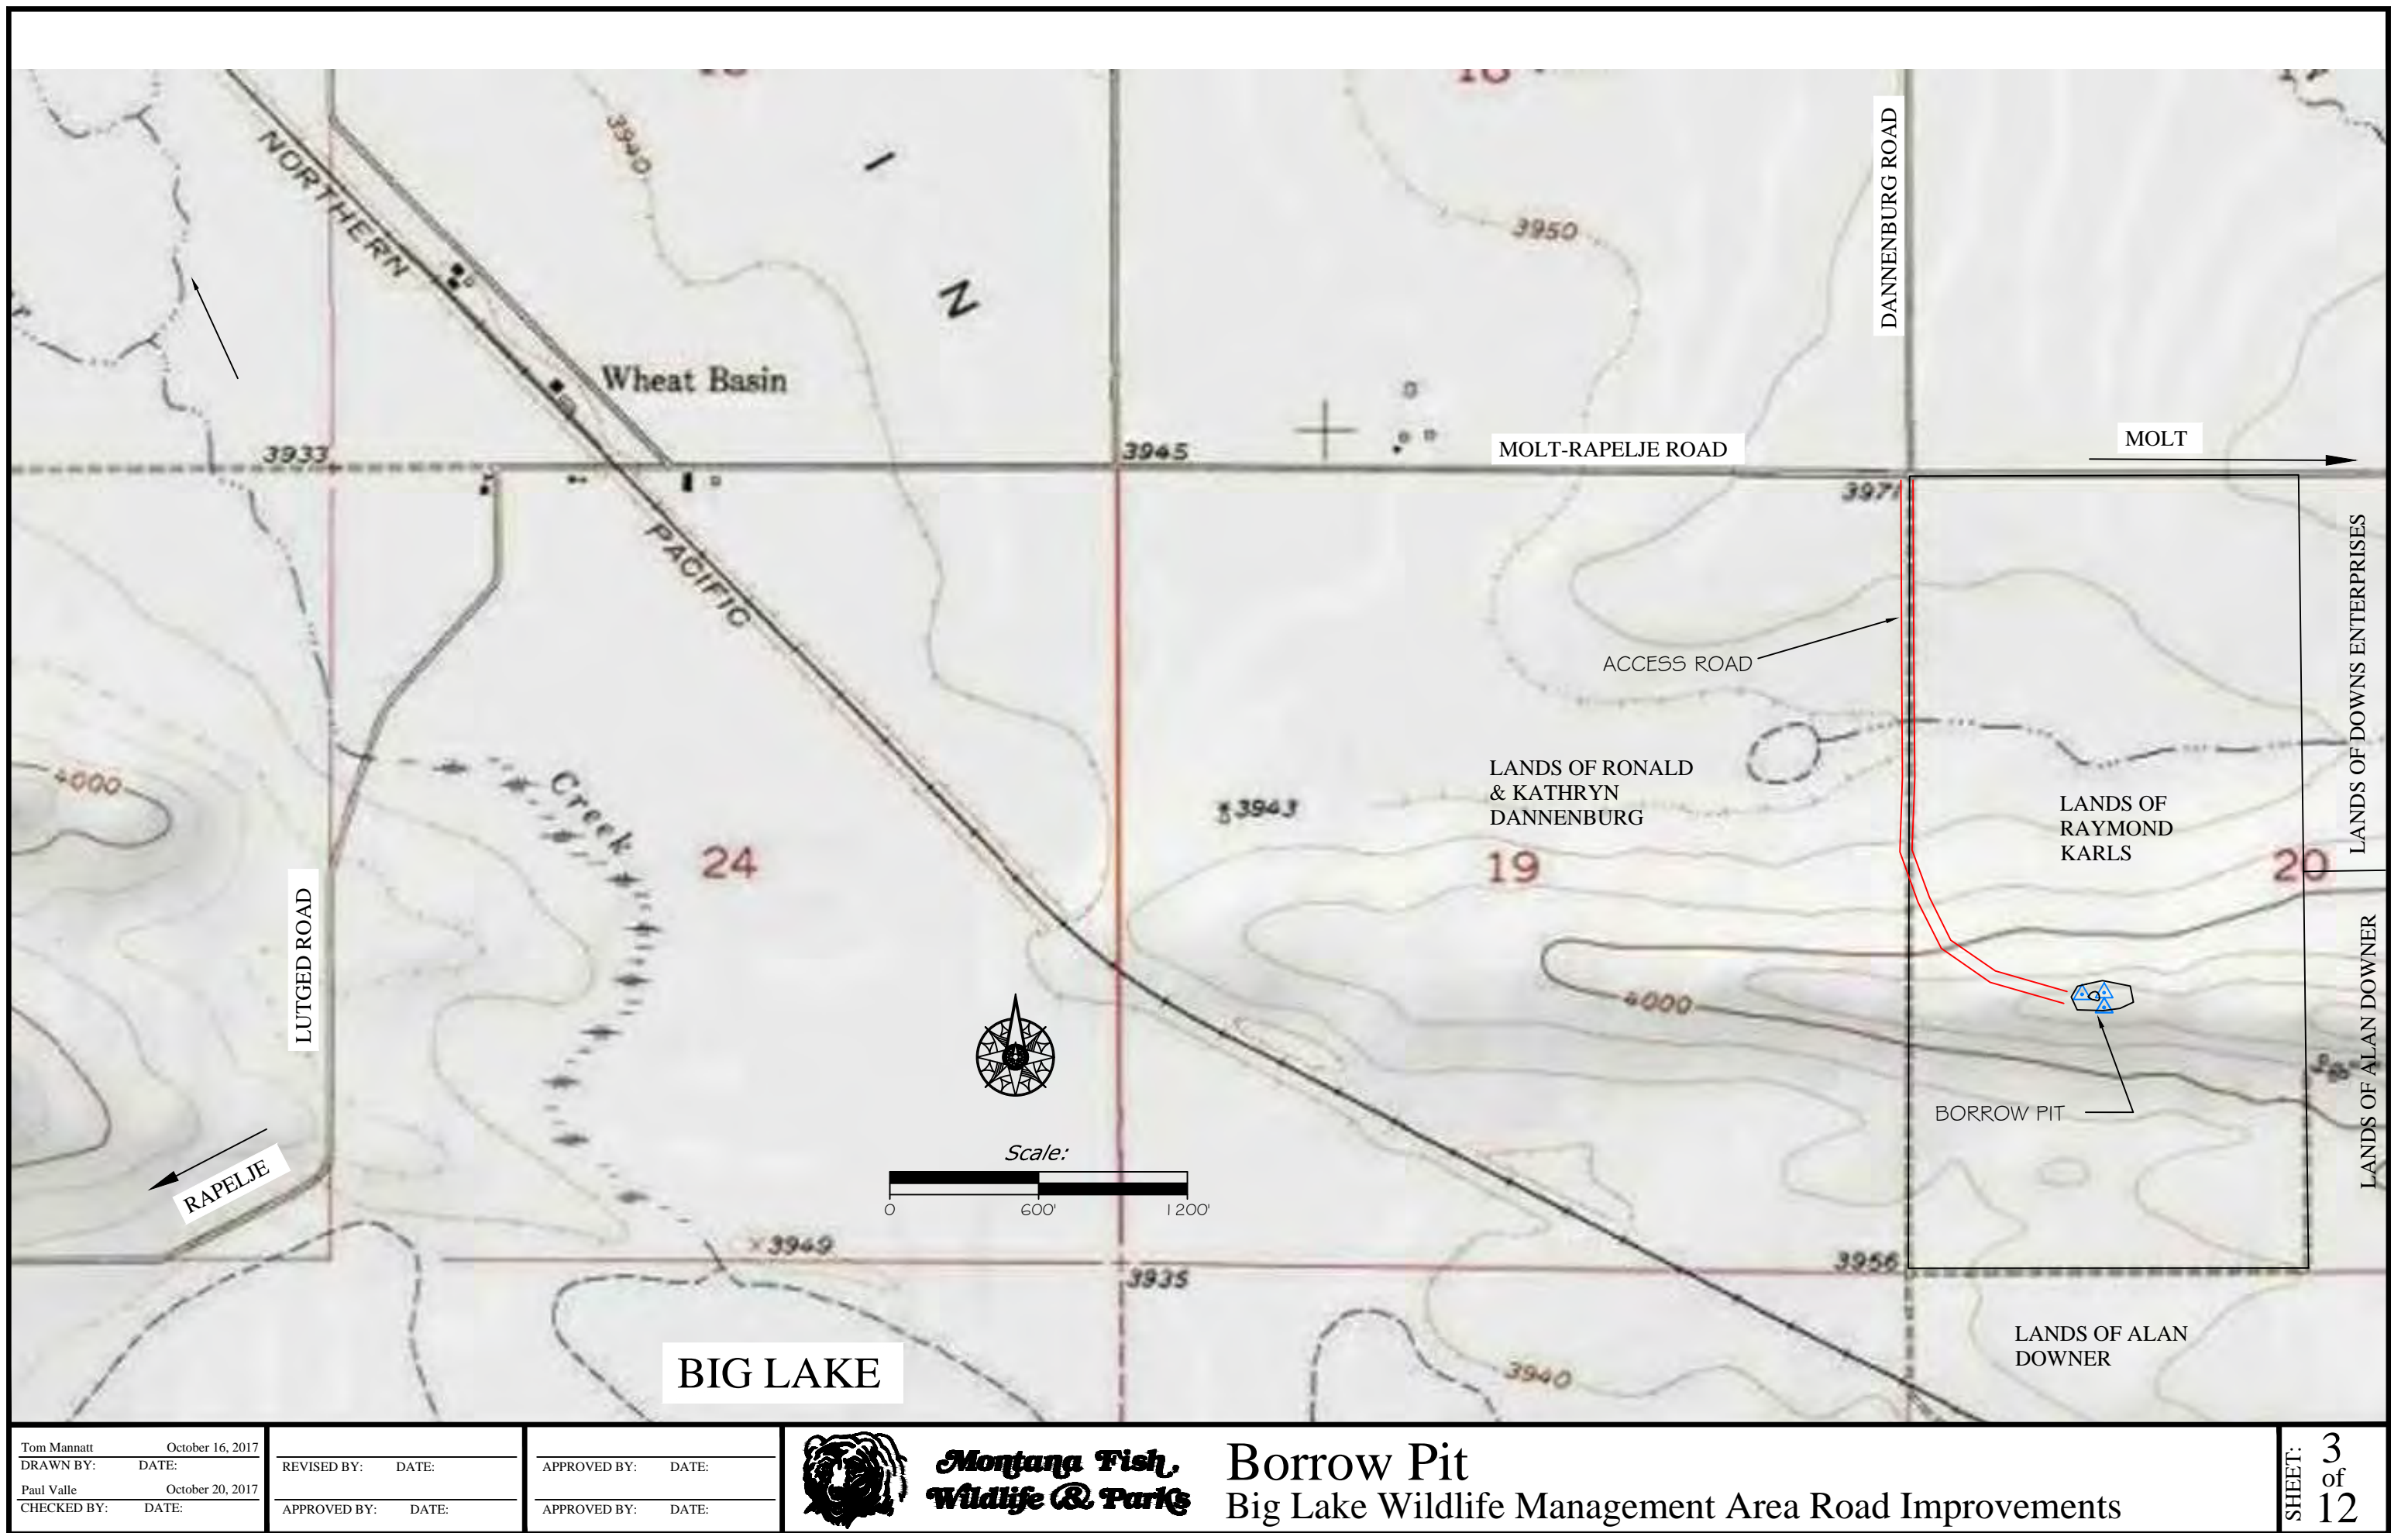 NORTHERN
3940
I
N
3950
DANNENBURG ROAD
Wheat Basin
3933
3945
MOLT-RAPELJE ROAD
MOLT
3971
PACIFIC
ACCESS ROAD
LANDS OF DOWNS ENTERPRISES
4000
Creek
3943
LANDS OF RONALD
& KATHRYN
DANNENBURG
LANDS OF
RAYMOND
KARLS
24
19
20
LUTGED ROAD
4000
LANDS OF ALAN DOWNER
BORROW PIT
RAPELJE
Scale:
0 600' 1200'
3949
3935
3956
BIG LAKE
3940
LANDS OF ALAN
DOWNER
Tom Mannatt October 16, 2017
DRAWN BY: DATE:
Paul Valle October 20, 2017
CHECKED BY: DATE:
REVISED BY: DATE:
APPROVED BY: DATE:
APPROVED BY: DATE:
APPROVED BY: DATE:
Montana Fish,
Wildlife & Parks
Borrow Pit
Big Lake Wildlife Management Area Road Improvements
SHEET:
3
of
12